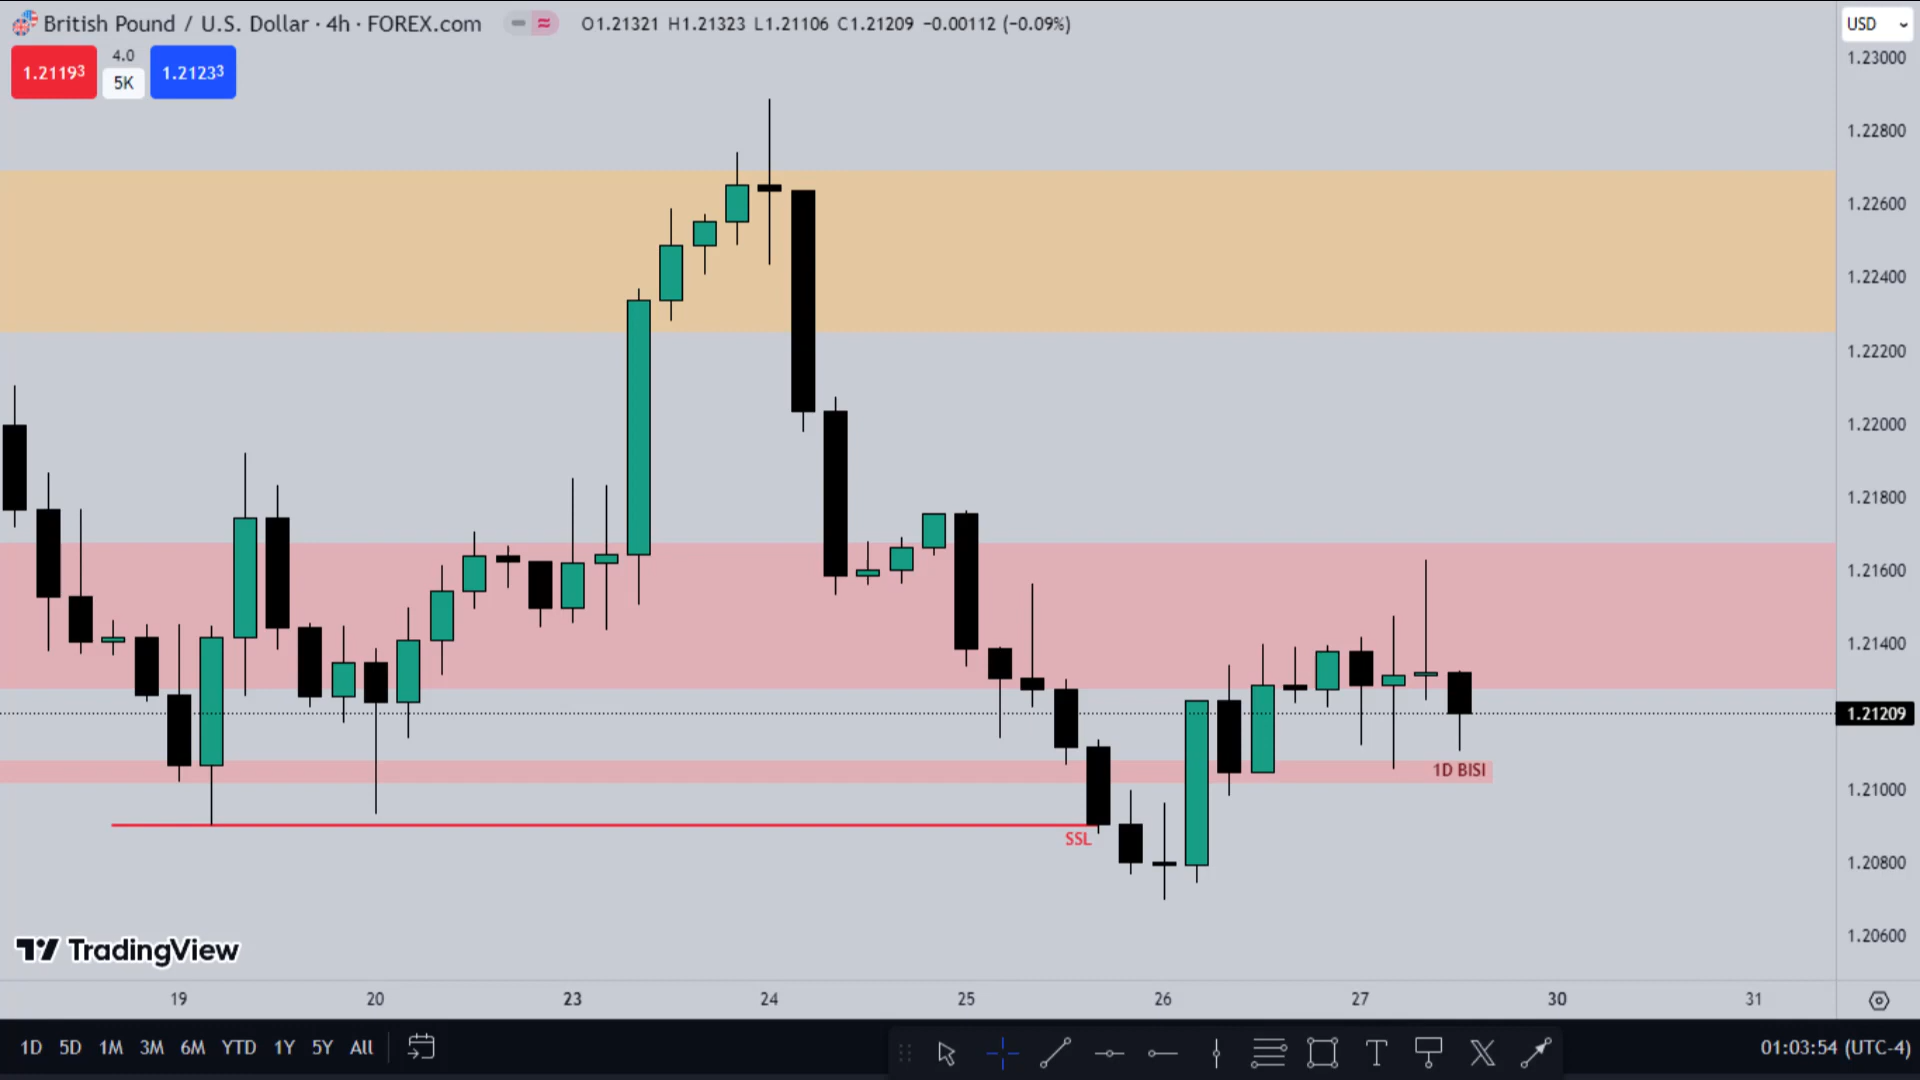 British Pound / U.S. Dollar · 4h · FOREX.com O1.21321 H1.21323 L1.21106 C1.21209 −0.00112 (−0.09%)
USD
1.21193 4.0 5K 1.21233
1.23000
1.22800
1.22600
1.22400
1.22200
1.22000
1.21800
1.21600
1.21400
1.21209
1D BISI
1.21000
SSL
1.20800
1.20600
TradingView
19 20 23 24 25 26 27 30 31
1D 5D 1M 3M 6M YTD 1Y 5Y All
01:03:54 (UTC-4)